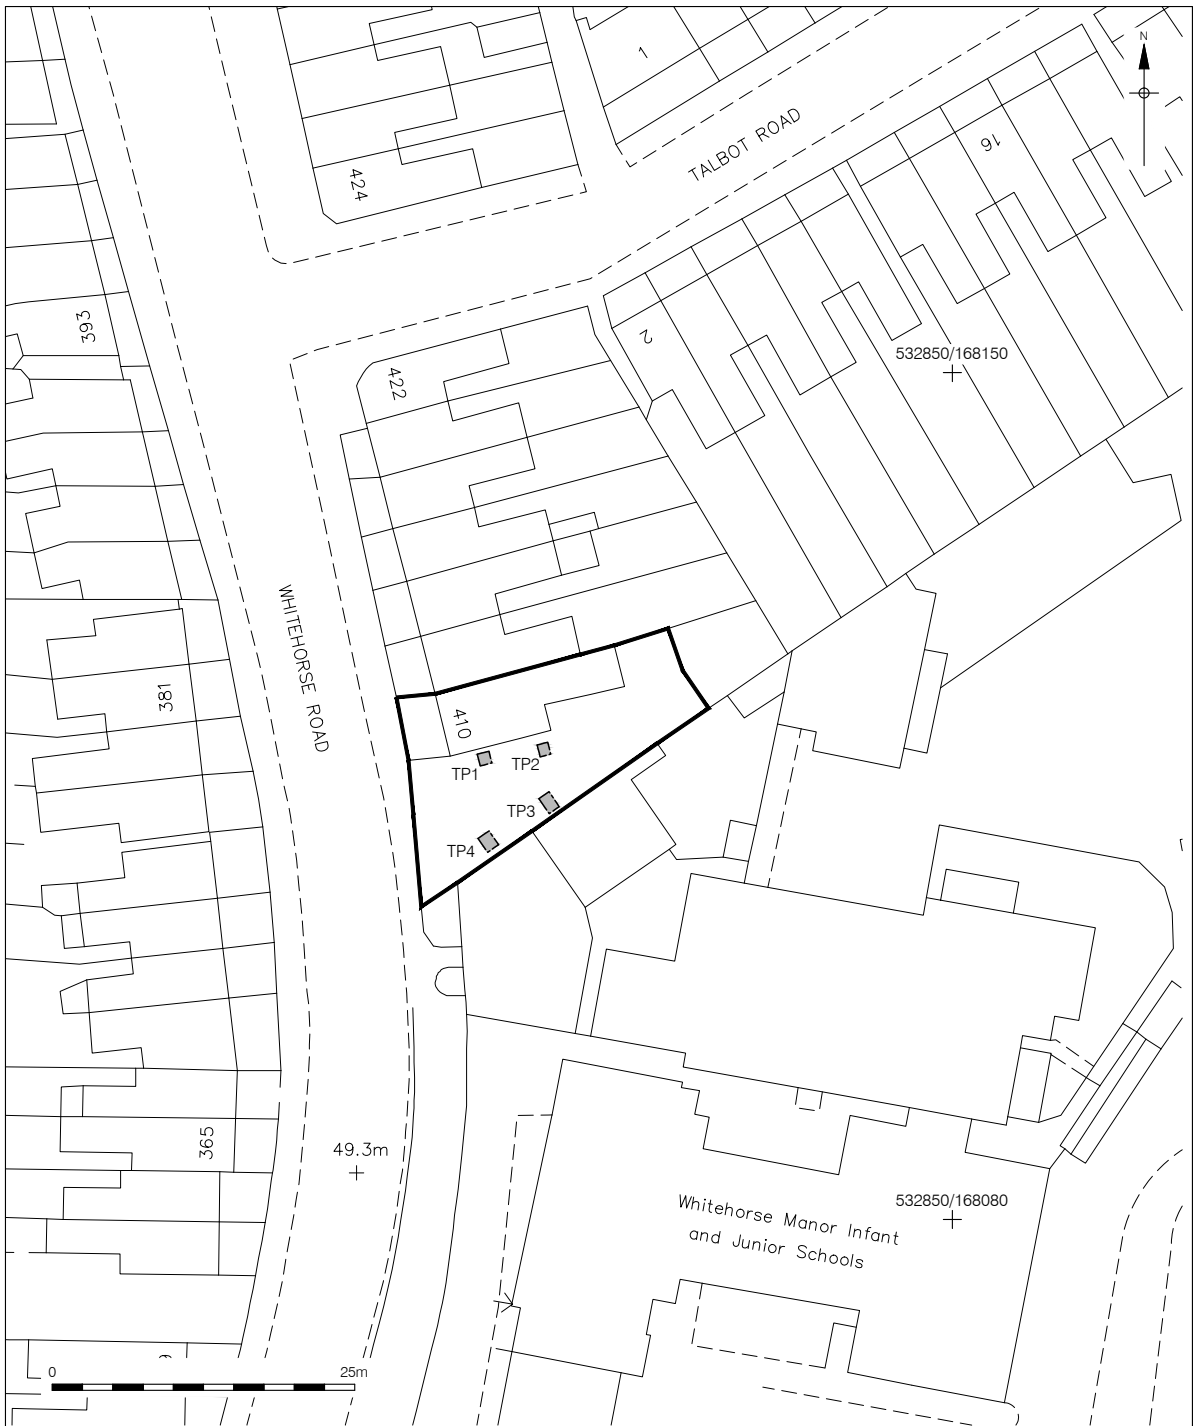 N
1
TALBOT ROAD
424
16
393
2
532850/168150
422
WHITEHORSE ROAD
381
410
TP1
TP2
TP3
TP4
365
49.3m
532850/168080
Whitehorse Manor Infant
and Junior Schools
0
25m